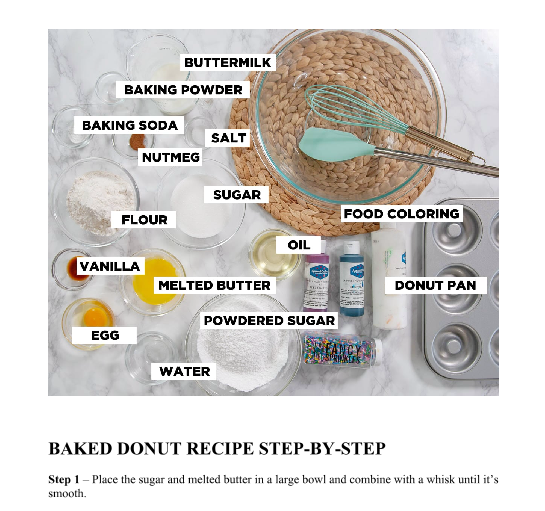 BUTTERMILK
BAKING POWDER
BAKING SODA
SALT
NUTMEG
SUGAR
FOOD COLORING
FLOUR
OIL
VANILLA
MELTED BUTTER
DONUT PAN
POWDERED SUGAR
EGG
FANCY
SPRINKLES
WATER
BAKED DONUT RECIPE STEP-BY-STEP
Step 1 – Place the sugar and melted butter in a large bowl and combine with a whisk until it’s
smooth.